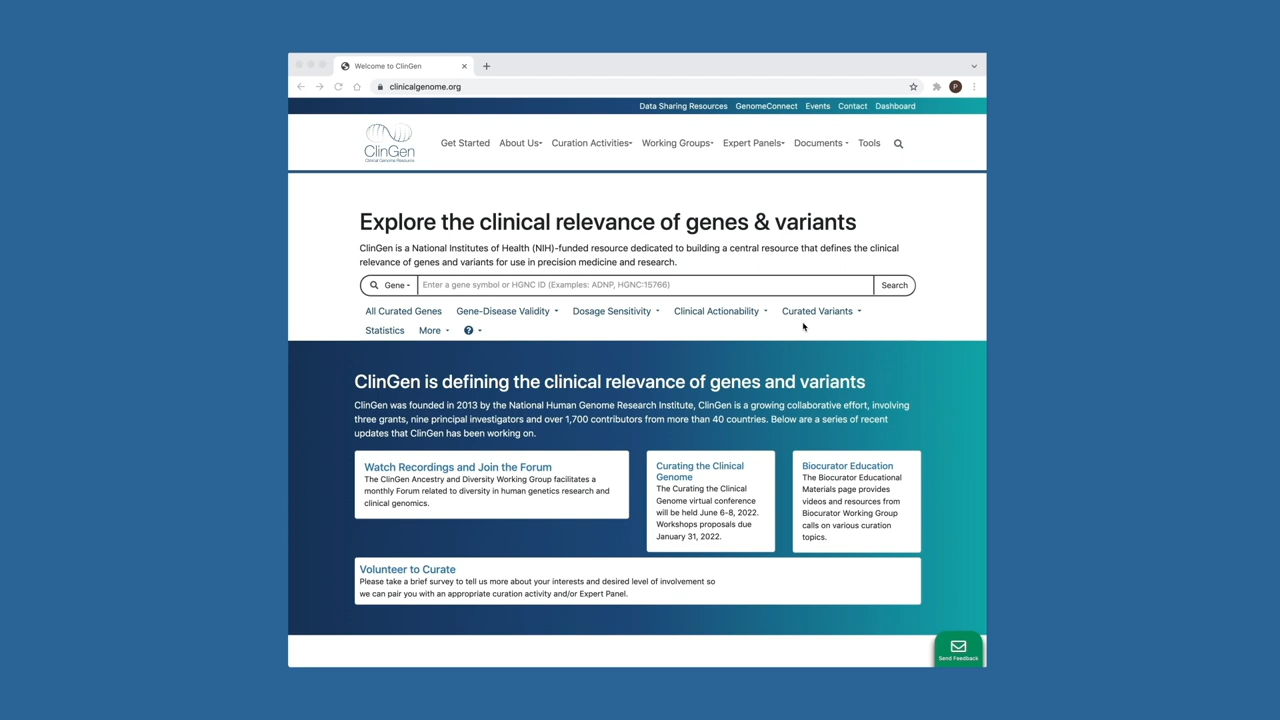 Welcome to ClinGen
clinicalgenome.org
P
Data Sharing Resources GenomeConnect Events Contact Dashboard
ClinGen
Clinical Genome Resource
Get Started About Us Curation Activities Working Groups Expert Panels Documents Tools
Explore the clinical relevance of genes & variants
ClinGen is a National Institutes of Health (NIH)-funded resource dedicated to building a central resource that defines the clinical
relevance of genes and variants for use in precision medicine and research.
Gene Enter a gene symbol or HGNC ID (Examples: ADNP, HGNC:15766) Search
All Curated Genes Gene-Disease Validity Dosage Sensitivity Clinical Actionability Curated Variants
Statistics More ?
ClinGen is defining the clinical relevance of genes and variants
ClinGen was founded in 2013 by the National Human Genome Research Institute, ClinGen is a growing collaborative effort, involving
three grants, nine principal investigators and over 1,700 contributors from more than 40 countries. Below are a series of recent
updates that ClinGen has been working on.
Watch Recordings and Join the Forum
The ClinGen Ancestry and Diversity Working Group facilitates a
monthly Forum related to diversity in human genetics research and
clinical genomics.
Curating the Clinical
Genome
The Curating the Clinical
Genome virtual conference
will be held June 6-8, 2022.
Workshops proposals due
January 31, 2022.
Biocurator Education
The Biocurator Educational
Materials page provides
videos and resources from
Biocurator Working Group
calls on various curation
topics.
Volunteer to Curate
Please take a brief survey to tell us more about your interests and desired level of involvement so
we can pair you with an appropriate curation activity and/or Expert Panel.
Send Feedback